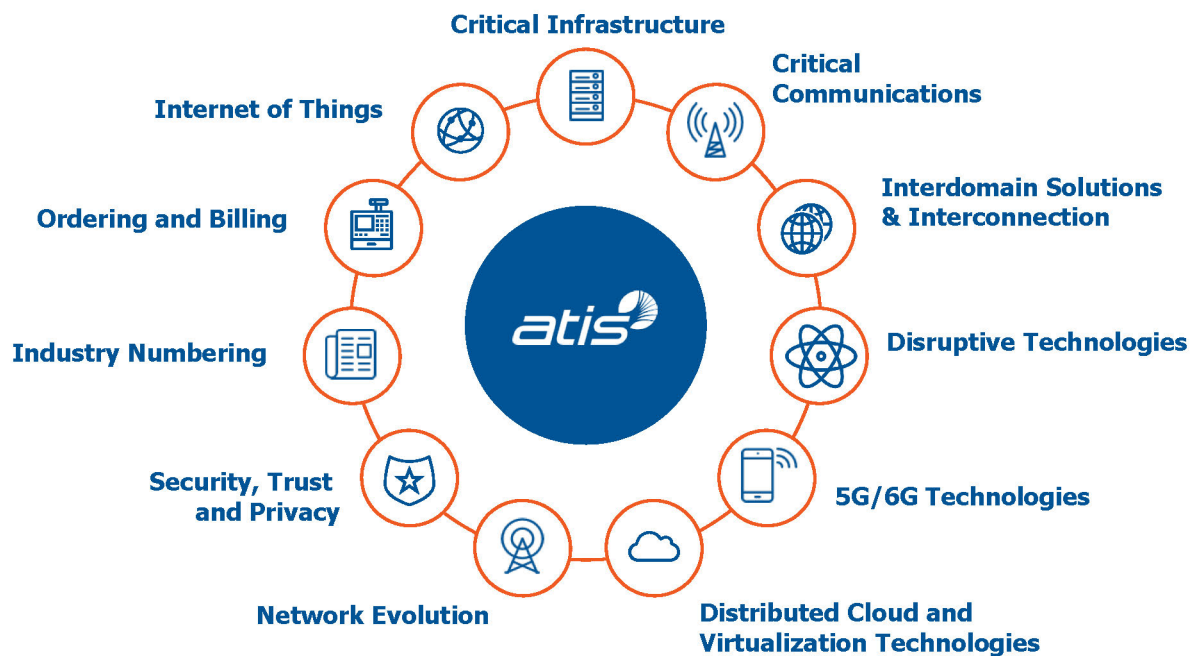 Critical Infrastructure
Critical
Communications
Interdomain Solutions
& Interconnection
Disruptive Technologies
5G/6G Technologies
Distributed Cloud and
Virtualization Technologies
Network Evolution
Security, Trust
and Privacy
Industry Numbering
Ordering and Billing
Internet of Things
atis